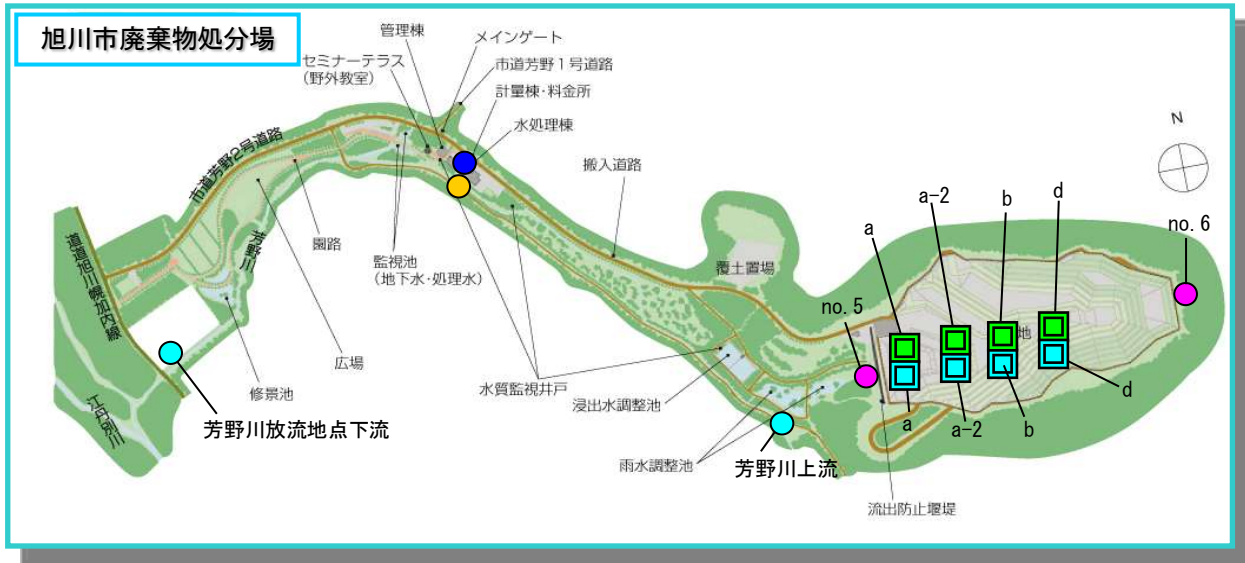 旭川市廃棄物処分場
管理棟
メインゲート
セミナーテラス
(野外教室)
市道芳野1号道路
計量棟・料金所
水処理棟
搬入道路
N
市道芳野2号道路
a
a-2
b
d
no. 6
園路
監視池
(地下水・処理水)
芳野川
覆土置場
道道旭川幌加内線
no. 5
地
広場
修景池
水質監視井戸
浸出水調整池
a
a-2
b
d
江丹別川
芳野川放流地点下流
雨水調整池
芳野川上流
流出防止堰堤